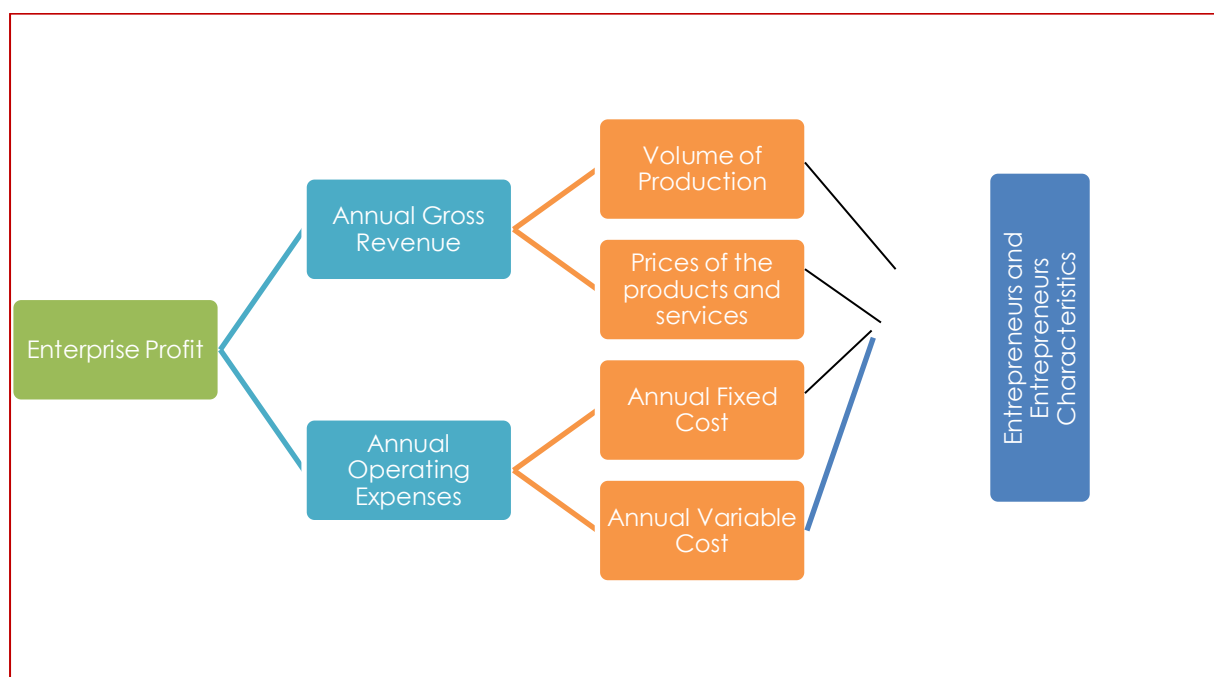 Enterprise Profit
Annual Gross
Revenue
Annual
Operating
Expenses
Volume of
Production
Prices of the
products and
services
Annual Fixed
Cost
Annual Variable
Cost
Entrepreneurs and
Entrepreneurs
Characteristics